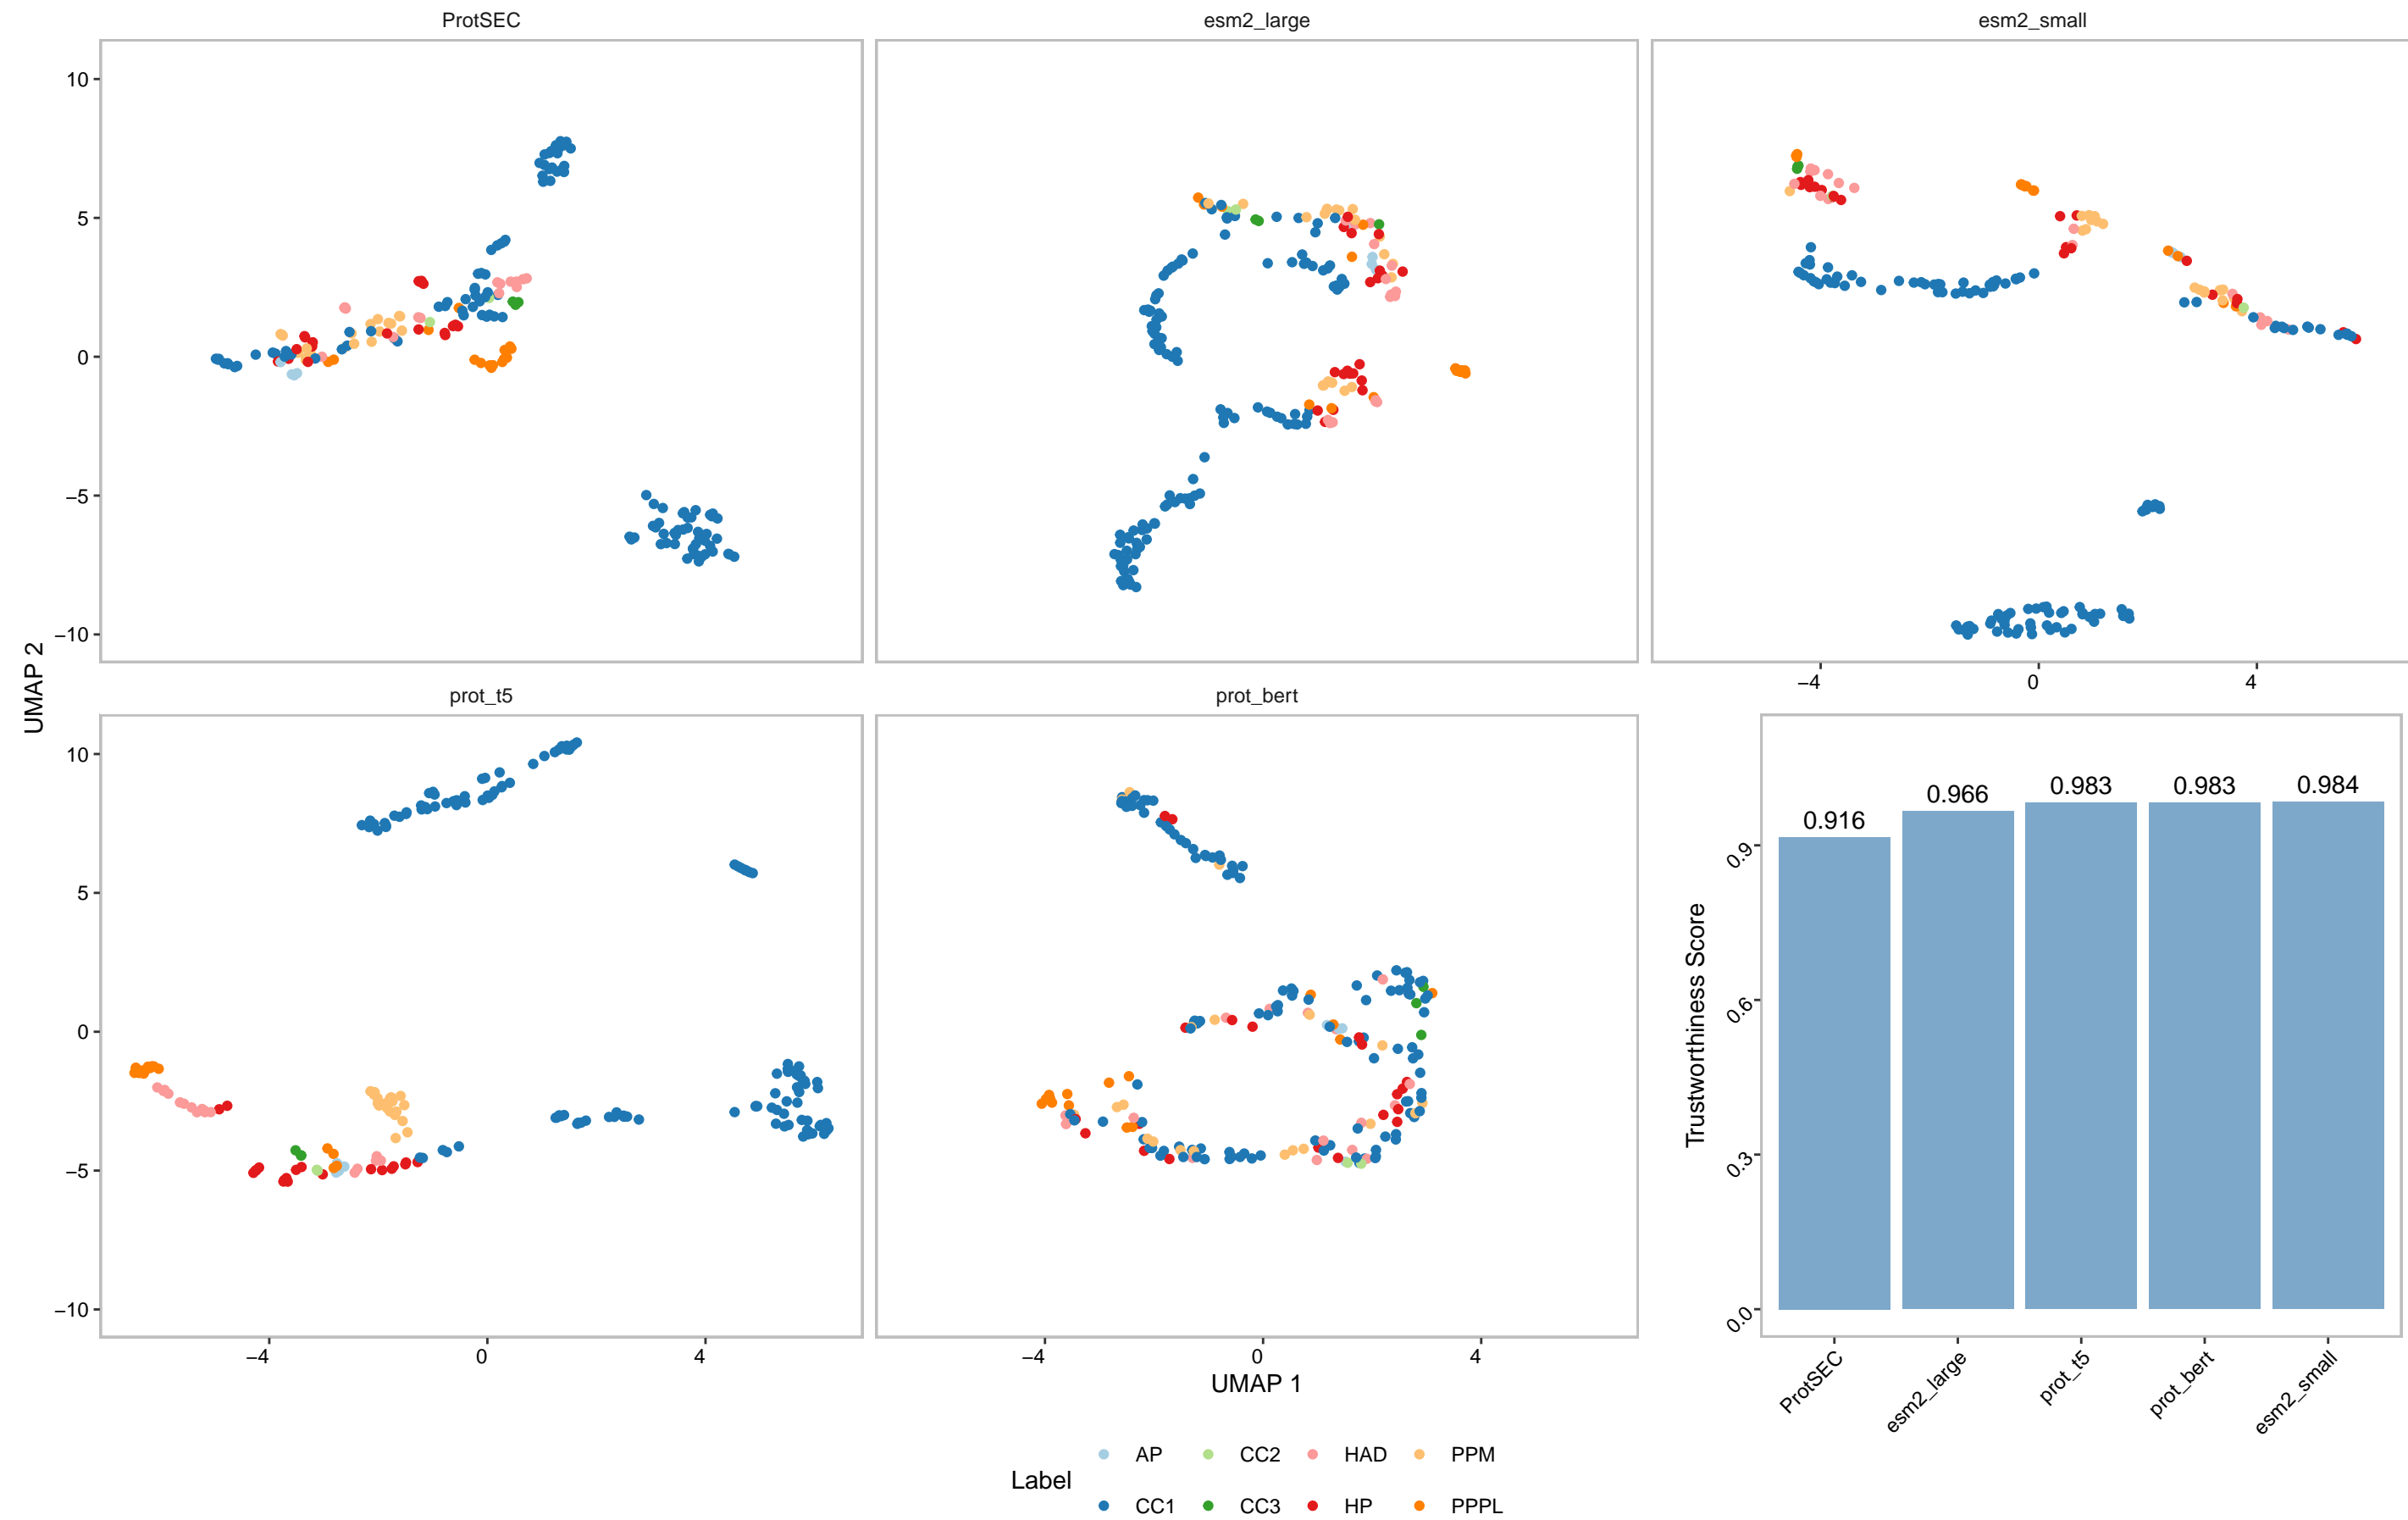 ProtSEC esm2_large esm2_small
10
5
0
−5
−10
−4 0 4
UMAP 2
prot_t5 prot_bert
10
5
0
−5
−10
−4 0 4
−4 0 4
UMAP 1
Trustworthiness Score
0.9
0.6
0.3
0.0
0.916 0.966 0.983 0.983 0.984
ProtSEC esm2_large prot_t5 prot_bert esm2_small
Label
AP CC2 HAD PPM
CC1 CC3 HP PPPL